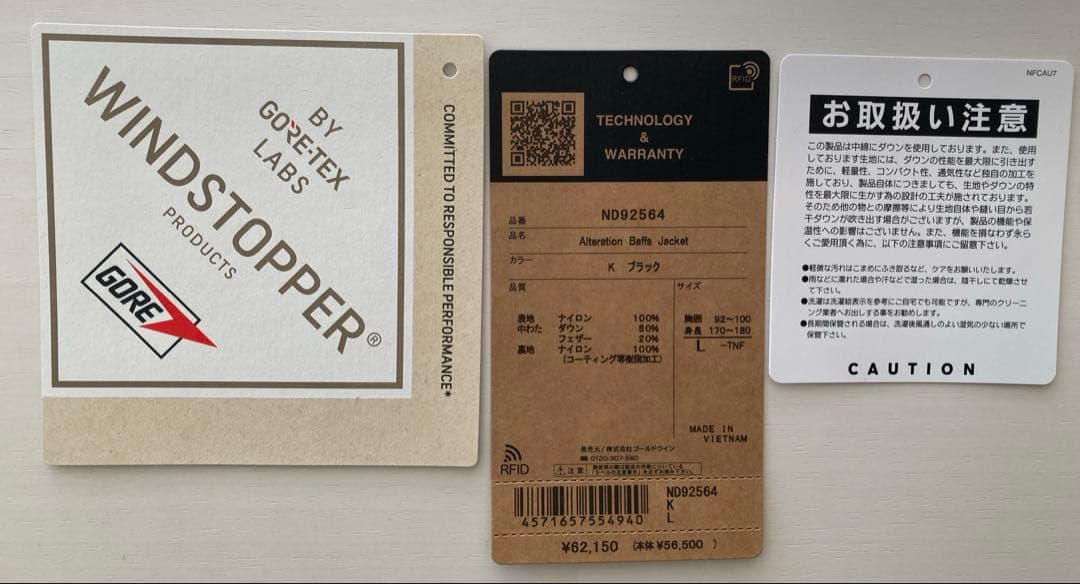 WINDSTOPPER®
PRODUCTS
BY
GORE-TEX
LABS
GORE
COMMITTED TO RESPONSIBLE PERFORMANCE*
RFID
TECHNOLOGY
&
WARRANTY
品番 ND92564
品名 Alteration Baffs Jacket
カラー K ブラック
品質 サイズ
表地 ナイロン 100%
中わた ダウン 80%
フェザー 20%
裏地 ナイロン 100%
(コーティング等樹脂加工)
胸囲 92~100
身長 170~180
L -TNF
MADE IN
VIETNAM
発売元/株式会社ゴールドウイン
0120-307-560
RFID
注意
ND92564
K
L
4571657554940
¥62,150 (本体¥56,500 )
NFCAU7
お取扱い注意
この製品は中綿にダウンを使用しております。また、使用
しております生地には、ダウンの性能を最大限に引き出す
ために、軽量性、コンパクト性、通気性など独自の加工を
施しており、製品自体につきましても、生地やダウンの特
性を最大限に生かす為の設計の工夫が施されております。
そのため他の物との摩擦等により生地自体や縫い目から若
干ダウンが吹き出す場合がございますが、製品の機能や保
温性への影響はございません。また、機能を損なわず永ら
くご愛用頂く為に、以下の注意事項にご留意下さい。
●軽微な汚れはこまめにふき取るなど、ケアをお願いいたします。
●雨などに濡れた場合や汗などで湿った場合は、陰干しにて乾燥させ
て下さい。
●洗濯は洗濯絵表示を参考にご自宅でも可能ですが、専門のクリーニ
ング業者へお出しする事をお勧めいたします。
●長期間保管される場合は、洗濯後風通しのよい湿気の少ない場所で
保管下さい。
CAUTION